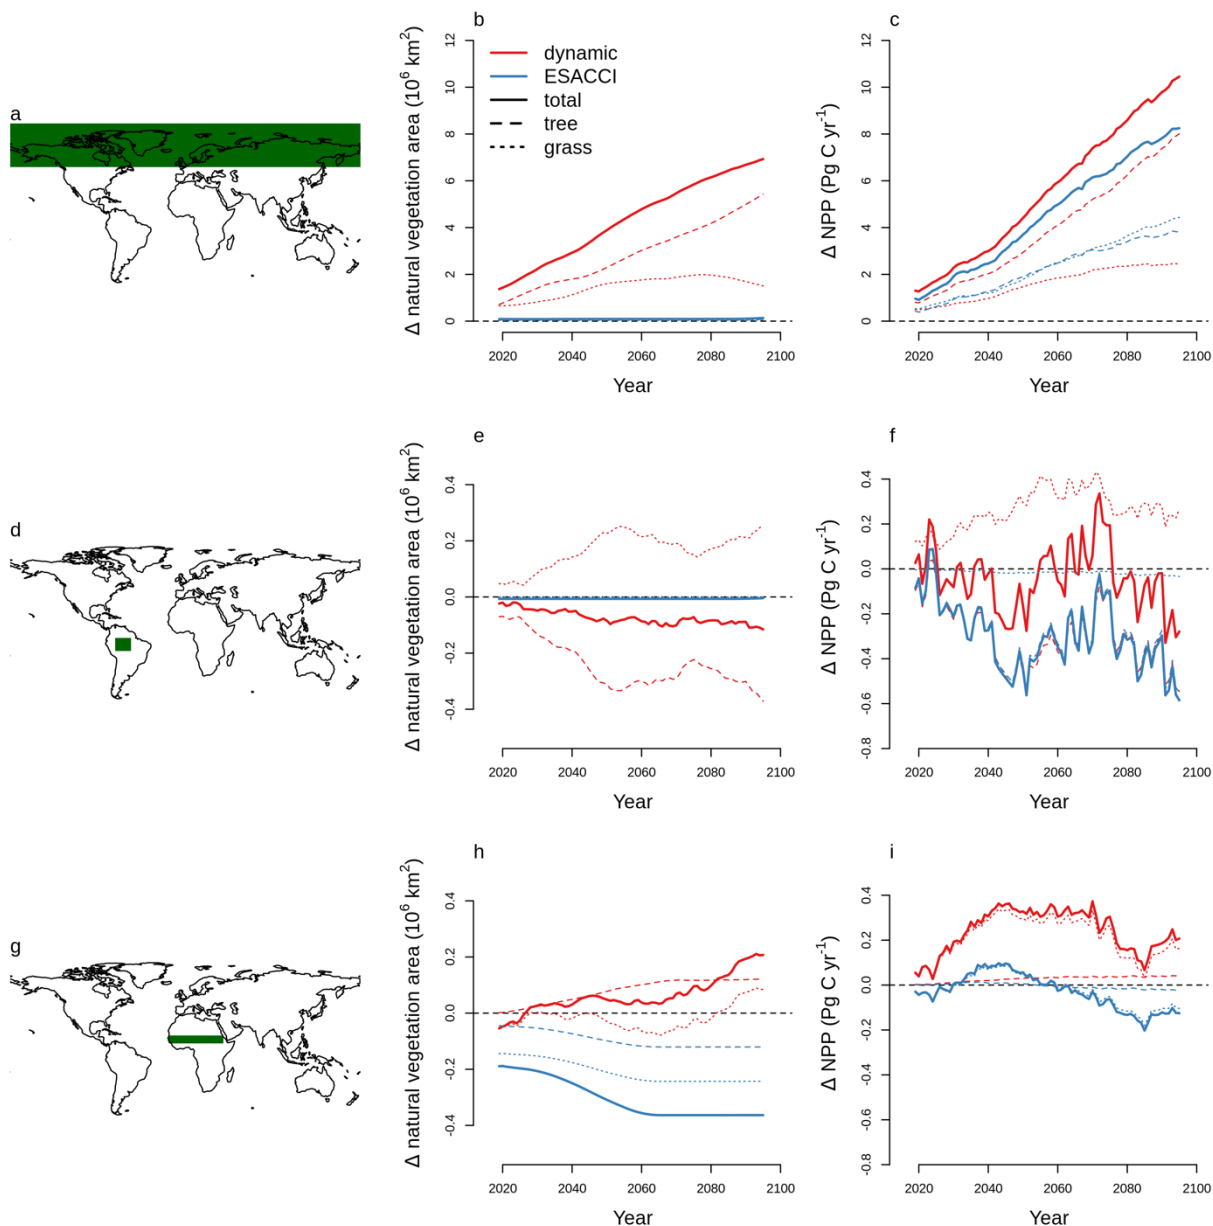 a
b
Δ natural vegetation area (10⁶ km²)
12
10
8
6
4
2
0
dynamic
ESACCI
total
tree
grass
2020 2040 2060 2080 2100
Year
c
Δ NPP (Pg C yr⁻¹)
12
10
8
6
4
2
0
2020 2040 2060 2080 2100
Year
d
e
Δ natural vegetation area (10⁶ km²)
0.4
0.2
0.0
-0.2
-0.4
2020 2040 2060 2080 2100
Year
f
Δ NPP (Pg C yr⁻¹)
0.4
0.2
0.0
-0.2
-0.4
-0.6
-0.8
2020 2040 2060 2080 2100
Year
g
h
Δ natural vegetation area (10⁶ km²)
0.4
0.2
0.0
-0.2
-0.4
2020 2040 2060 2080 2100
Year
i
Δ NPP (Pg C yr⁻¹)
0.4
0.2
0.0
-0.2
-0.4
-0.6
-0.8
2020 2040 2060 2080 2100
Year